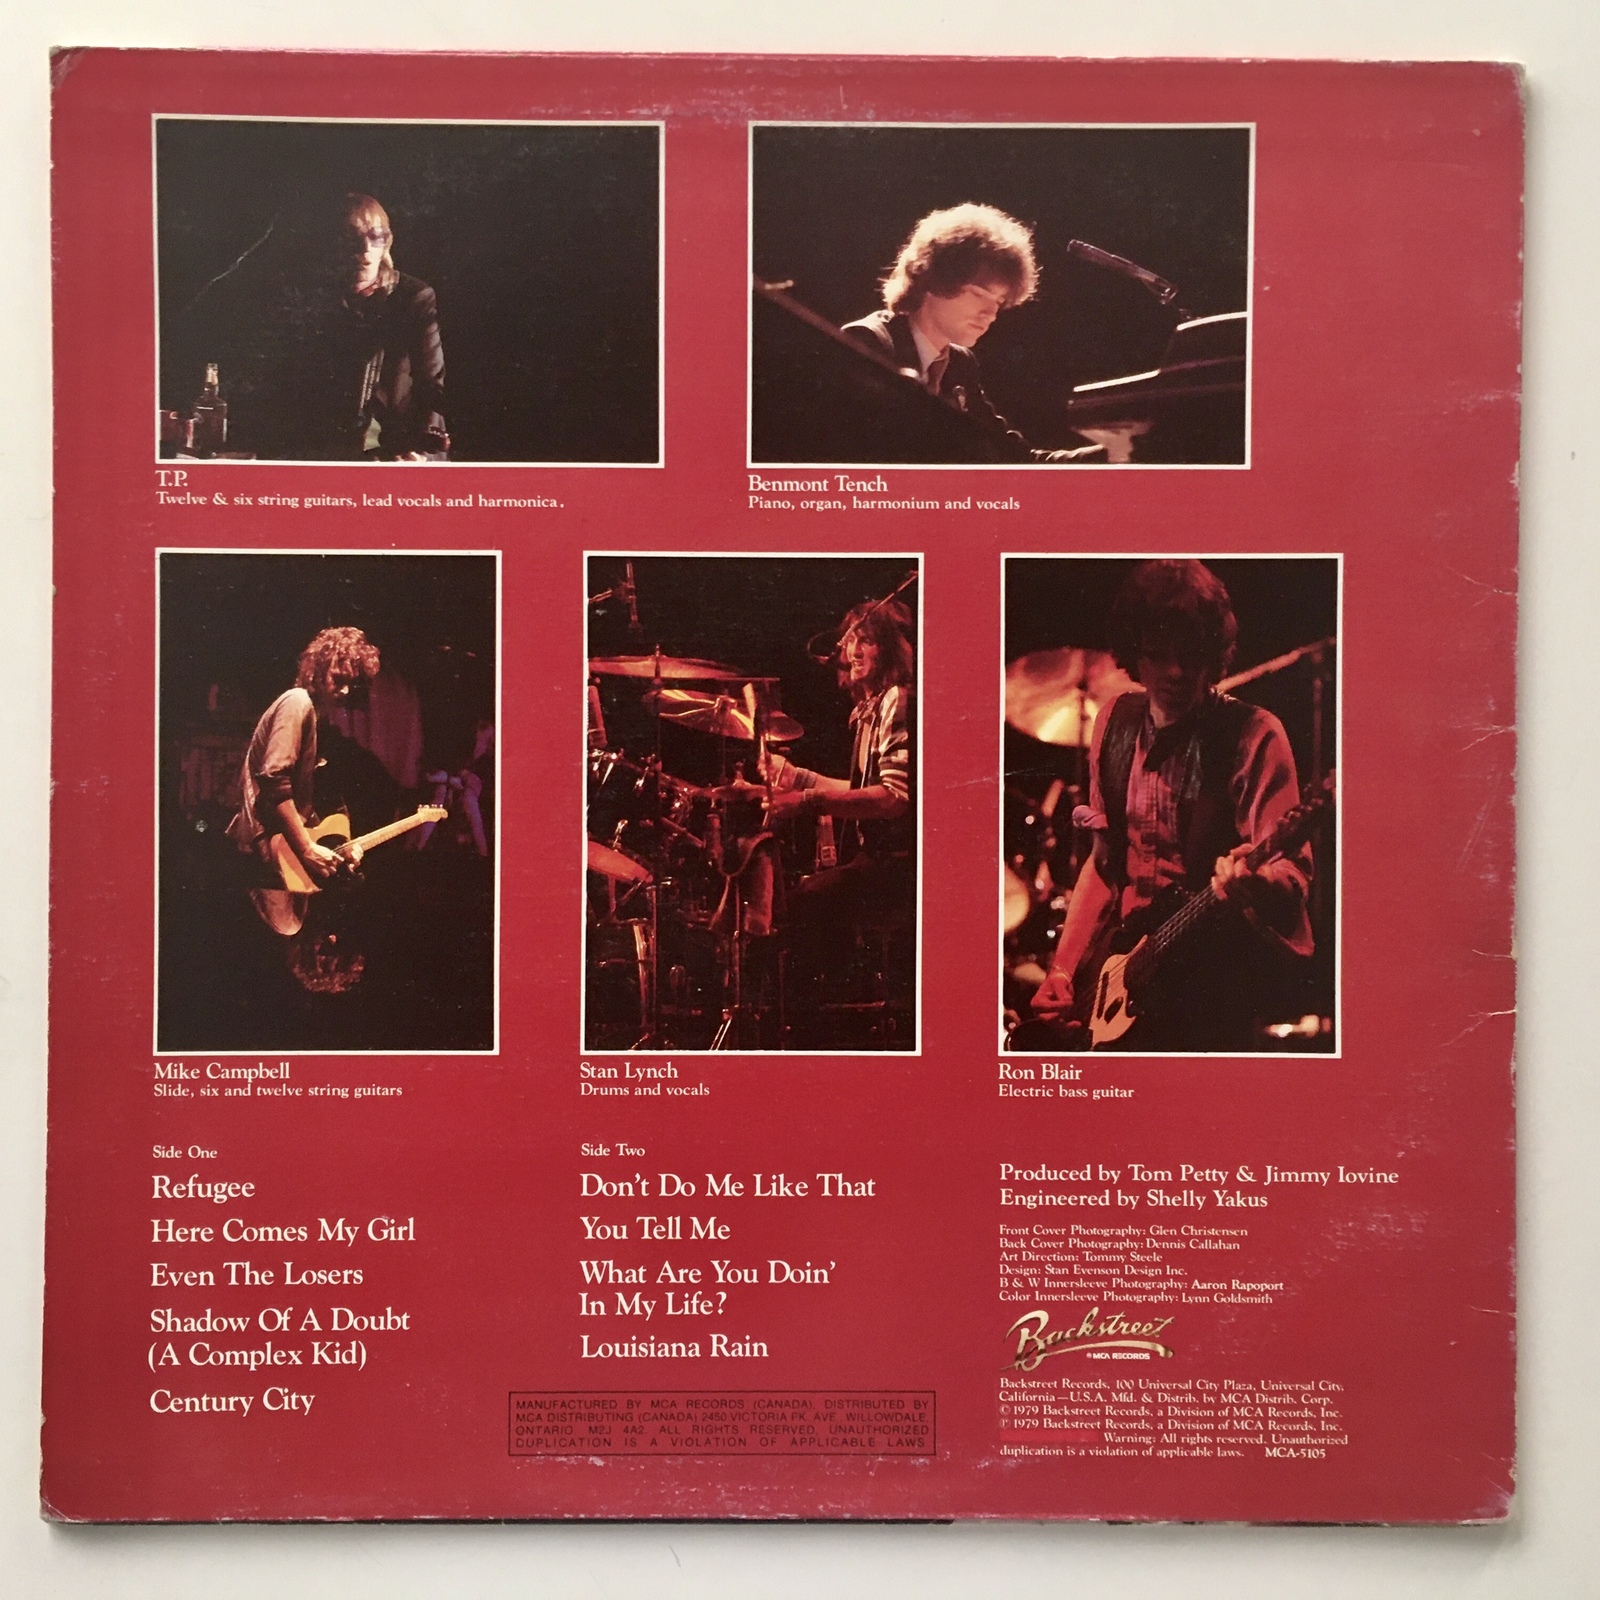 T.P.
Twelve & six string guitars, lead vocals and harmonica.
Benmont Tench
Piano, organ, harmonium and vocals
Mike Campbell
Slide, six and twelve string guitars
Stan Lynch
Drums and vocals
Ron Blair
Electric bass guitar
Side One
Refugee
Here Comes My Girl
Even The Losers
Shadow Of A Doubt
(A Complex Kid)
Century City
Side Two
Don't Do Me Like That
You Tell Me
What Are You Doin'
In My Life?
Louisiana Rain
MANUFACTURED BY MCA RECORDS (CANADA), DISTRIBUTED BY
MCA DISTRIBUTING (CANADA) 2450 VICTORIA PK. AVE. WILLOWDALE,
ONTARIO. M2J 4A2. ALL RIGHTS RESERVED, UNAUTHORIZED
DUPLICATION IS A VIOLATION OF APPLICABLE LAWS
Produced by Tom Petty & Jimmy Iovine
Engineered by Shelly Yakus
Front Cover Photography: Glen Christensen
Back Cover Photography: Dennis Callahan
Art Direction: Tommy Steele
Design: Stan Evenson Design Inc.
B & W Innersleeve Photography: Aaron Rapoport
Color Innersleeve Photography: Lynn Goldsmith
Backstreet
MCA RECORDS
Backstreet Records, 100 Universal City Plaza, Universal City,
California—U.S.A. Mfd. & Distrib. by MCA Distrib. Corp.
© 1979 Backstreet Records, a Division of MCA Records, Inc.
℗ 1979 Backstreet Records, a Division of MCA Records, Inc.
Warning: All rights reserved. Unauthorized
duplication is a violation of applicable laws. MCA-5105